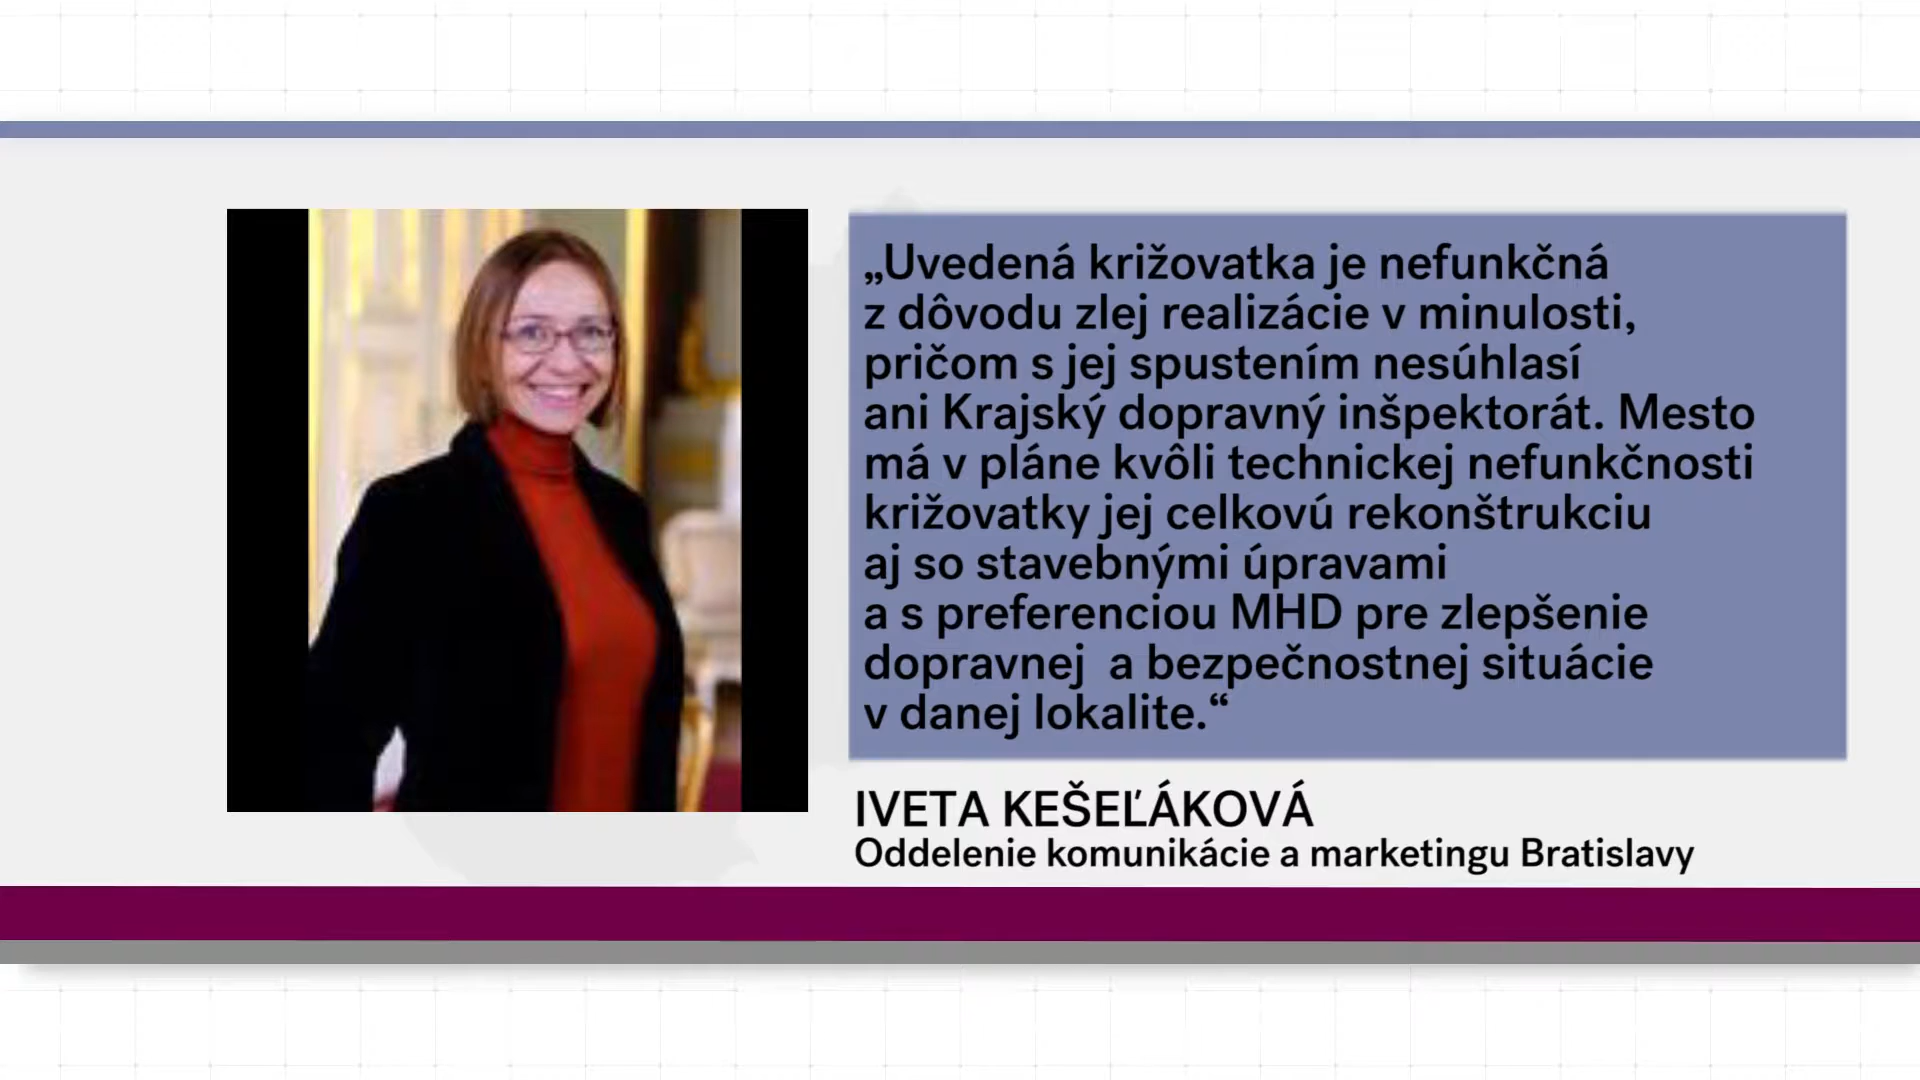 „Uvedená križovatka je nefunkčná
z dôvodu zlej realizácie v minulosti,
pričom s jej spustením nesúhlasí
ani Krajský dopravný inšpektorát. Mesto
má v pláne kvôli technickej nefunkčnosti
križovatky jej celkovú rekonštrukciu
aj so stavebnými úpravami
a s preferenciou MHD pre zlepšenie
dopravnej  a bezpečnostnej situácie
v danej lokalite.“
IVETA KEŠEĽÁKOVÁ
Oddelenie komunikácie a marketingu Bratislavy